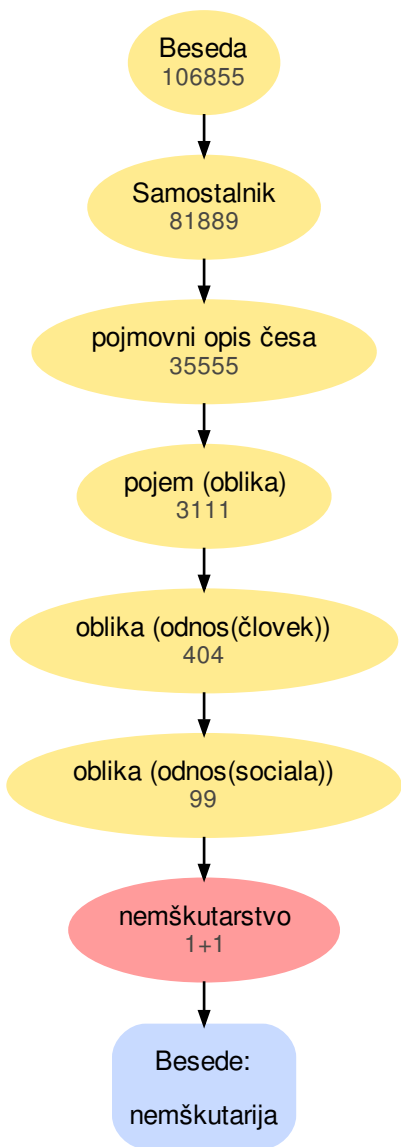 Beseda
106855
Samostalnik
81889
pojmovni opis česa
35555
pojem (oblika)
3111
oblika (odnos(človek))
404
oblika (odnos(sociala))
99
nemškutarstvo
1+1
Besede:
nemškutarija